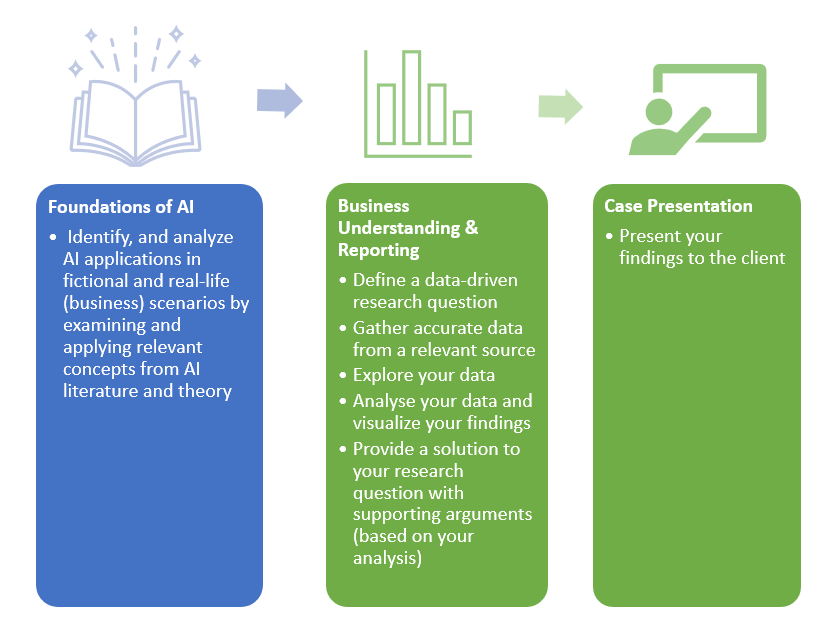 Foundations of AI
• Identify, and analyze
AI applications in
fictional and real-life
(business) scenarios by
examining and
applying relevant
concepts from AI
literature and theory
Business
Understanding &
Reporting
• Define a data-driven
research question
• Gather accurate data
from a relevant source
• Explore your data
• Analyse your data and
visualize your findings
• Provide a solution to
your research
question with
supporting arguments
(based on your
analysis)
Case Presentation
• Present your
findings to the client